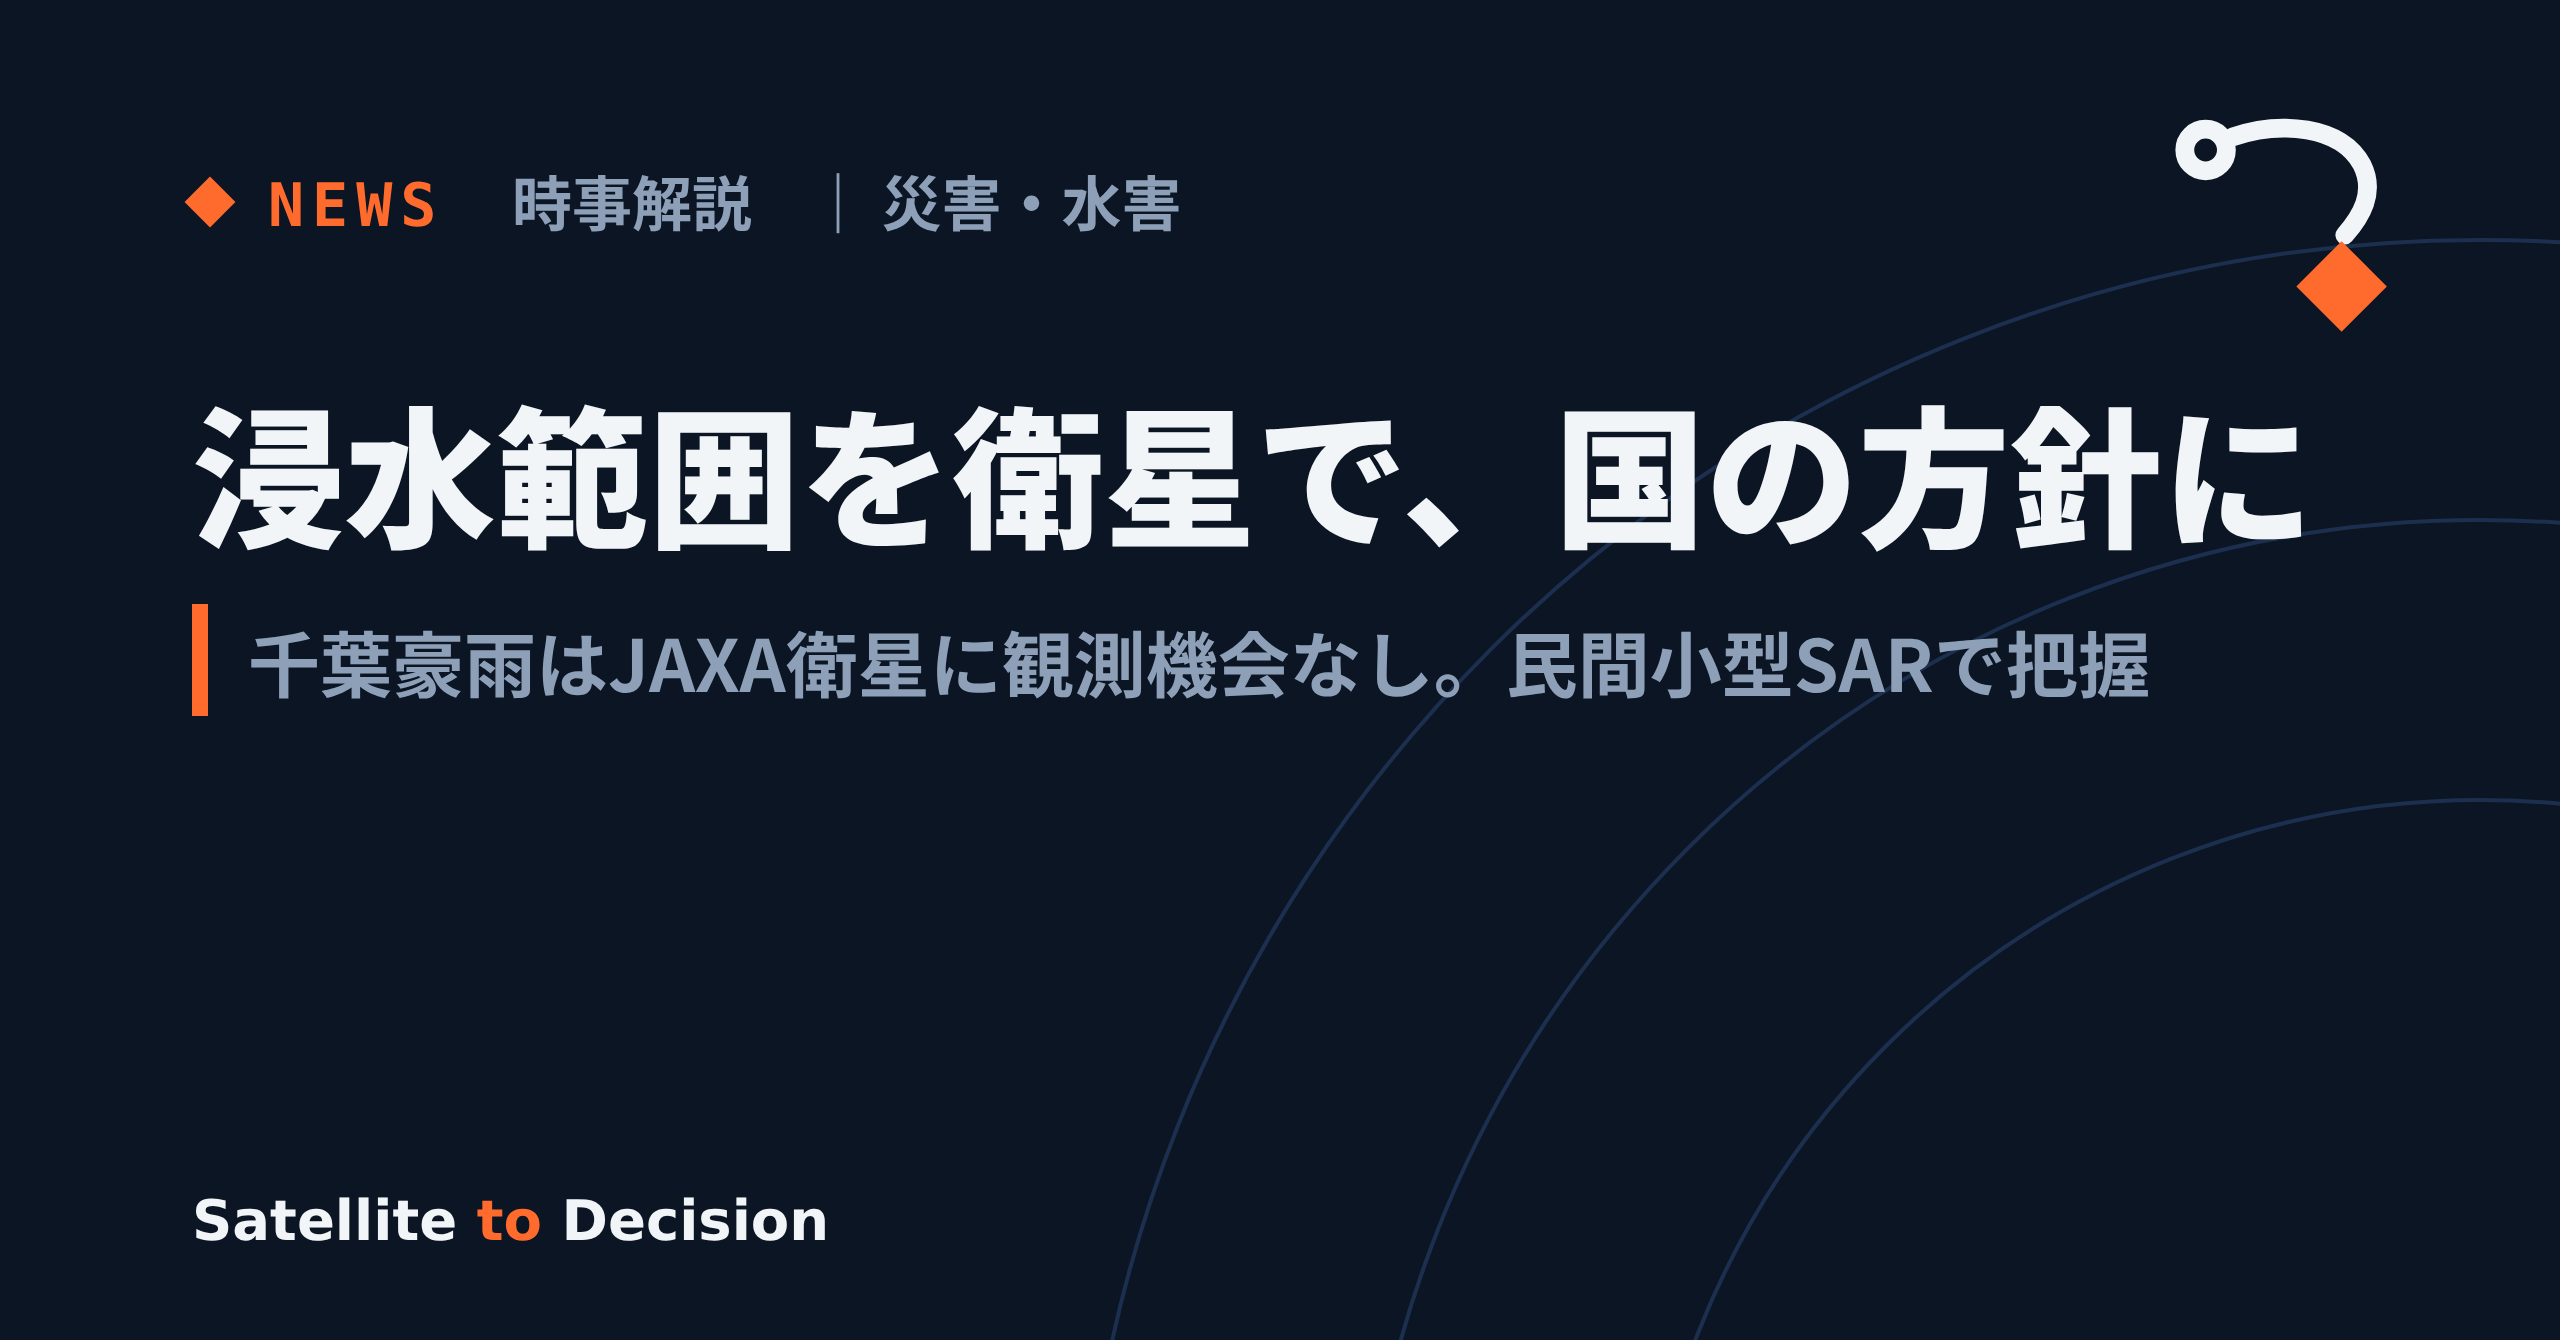 NEWS 時事解説 | 災害・水害
浸水範囲を衛星で、国の方針に
千葉豪雨はJAXA衛星に観測機会なし。民間小型SARで把握
Satellite to Decision